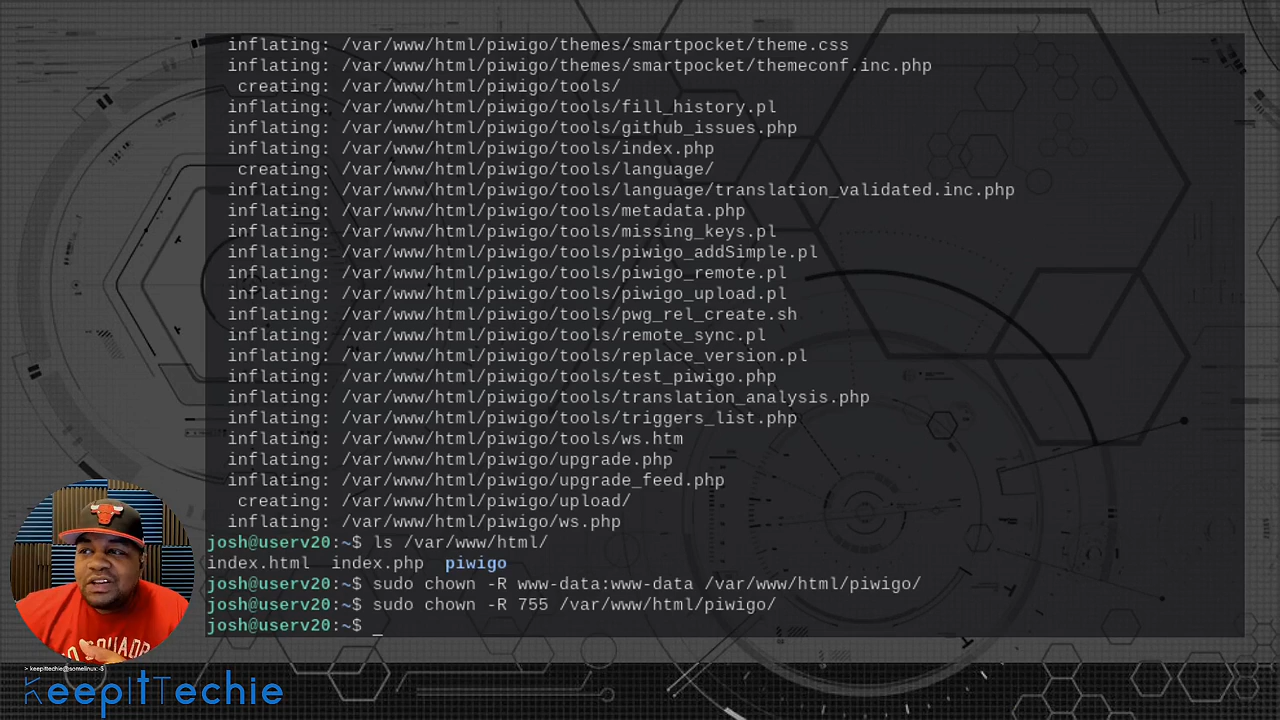 inflating: /var/www/html/piwigo/themes/smartpocket/theme.css
inflating: /var/www/html/piwigo/themes/smartpocket/themeconf.inc.php
creating: /var/www/html/piwigo/tools/
inflating: /var/www/html/piwigo/tools/fill_history.pl
inflating: /var/www/html/piwigo/tools/github_issues.php
inflating: /var/www/html/piwigo/tools/index.php
creating: /var/www/html/piwigo/tools/language/
inflating: /var/www/html/piwigo/tools/language/translation_validated.inc.php
inflating: /var/www/html/piwigo/tools/metadata.php
inflating: /var/www/html/piwigo/tools/missing_keys.pl
inflating: /var/www/html/piwigo/tools/piwigo_addSimple.pl
inflating: /var/www/html/piwigo/tools/piwigo_remote.pl
inflating: /var/www/html/piwigo/tools/piwigo_upload.pl
inflating: /var/www/html/piwigo/tools/pwg_rel_create.sh
inflating: /var/www/html/piwigo/tools/remote_sync.pl
inflating: /var/www/html/piwigo/tools/replace_version.pl
inflating: /var/www/html/piwigo/tools/test_piwigo.php
inflating: /var/www/html/piwigo/tools/translation_analysis.php
inflating: /var/www/html/piwigo/tools/triggers_list.php
inflating: /var/www/html/piwigo/tools/ws.htm
inflating: /var/www/html/piwigo/upgrade.php
inflating: /var/www/html/piwigo/upgrade_feed.php
creating: /var/www/html/piwigo/upload/
inflating: /var/www/html/piwigo/ws.php
josh@userv20:~$ ls /var/www/html/
index.html index.php piwigo
josh@userv20:~$ sudo chown -R www-data:www-data /var/www/html/piwigo/
josh@userv20:~$ sudo chown -R 755 /var/www/html/piwigo/
josh@userv20:~$ _
> keepittechie@somelinux:~$
KeepItTechie